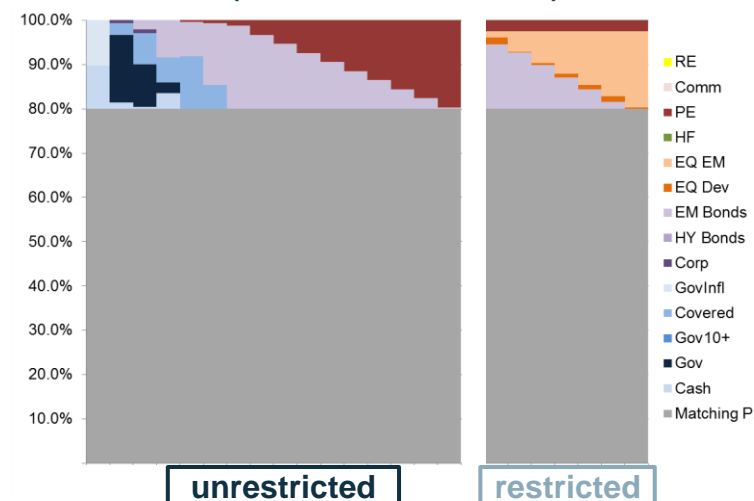 100.0%
90.0%
80.0%
70.0%
60.0%
50.0%
40.0%
30.0%
20.0%
10.0%
RE
Comm
PE
HF
EQ EM
EQ Dev
EM Bonds
HY Bonds
Corp
GovInfl
Covered
Gov10+
Gov
Cash
Matching P
unrestricted
restricted